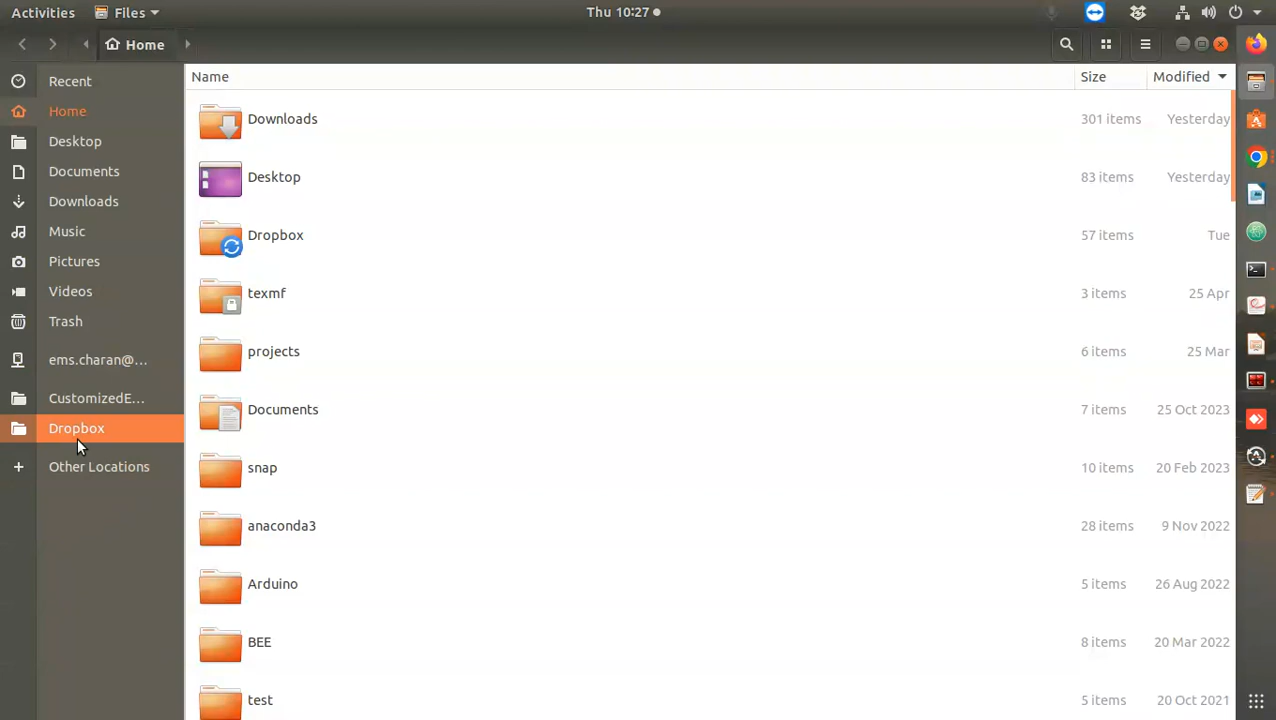 Activities Files Thu 10:27
Home
Recent
Home
Desktop
Documents
Downloads
Music
Pictures
Videos
Trash
ems.charan@...
CustomizedE...
Dropbox
Other Locations
Name Size Modified
Downloads 301 items Yesterday
Desktop 83 items Yesterday
Dropbox 57 items Tue
texmf 3 items 25 Apr
projects 6 items 25 Mar
Documents 7 items 25 Oct 2023
snap 10 items 20 Feb 2023
anaconda3 28 items 9 Nov 2022
Arduino 5 items 26 Aug 2022
BEE 8 items 20 Mar 2022
test 5 items 20 Oct 2021